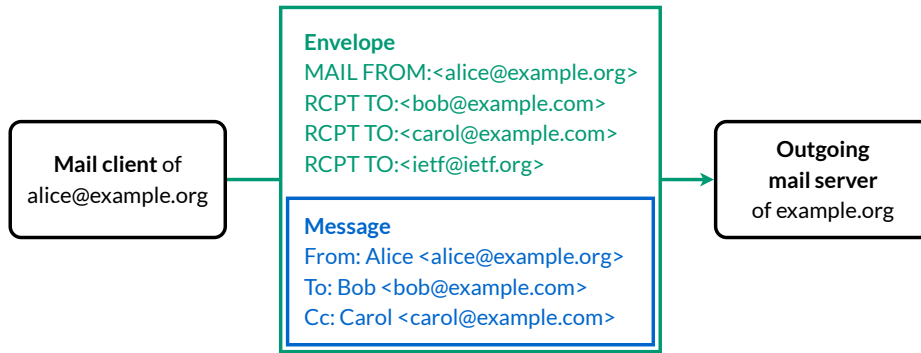 Mail client of
alice@example.org
Envelope
MAIL FROM:<alice@example.org>
RCPT TO:<bob@example.com>
RCPT TO:<carol@example.com>
RCPT TO:<ietf@ietf.org>
Message
From: Alice <alice@example.org>
To: Bob <bob@example.com>
Cc: Carol <carol@example.com>
Outgoing
mail server
of example.org